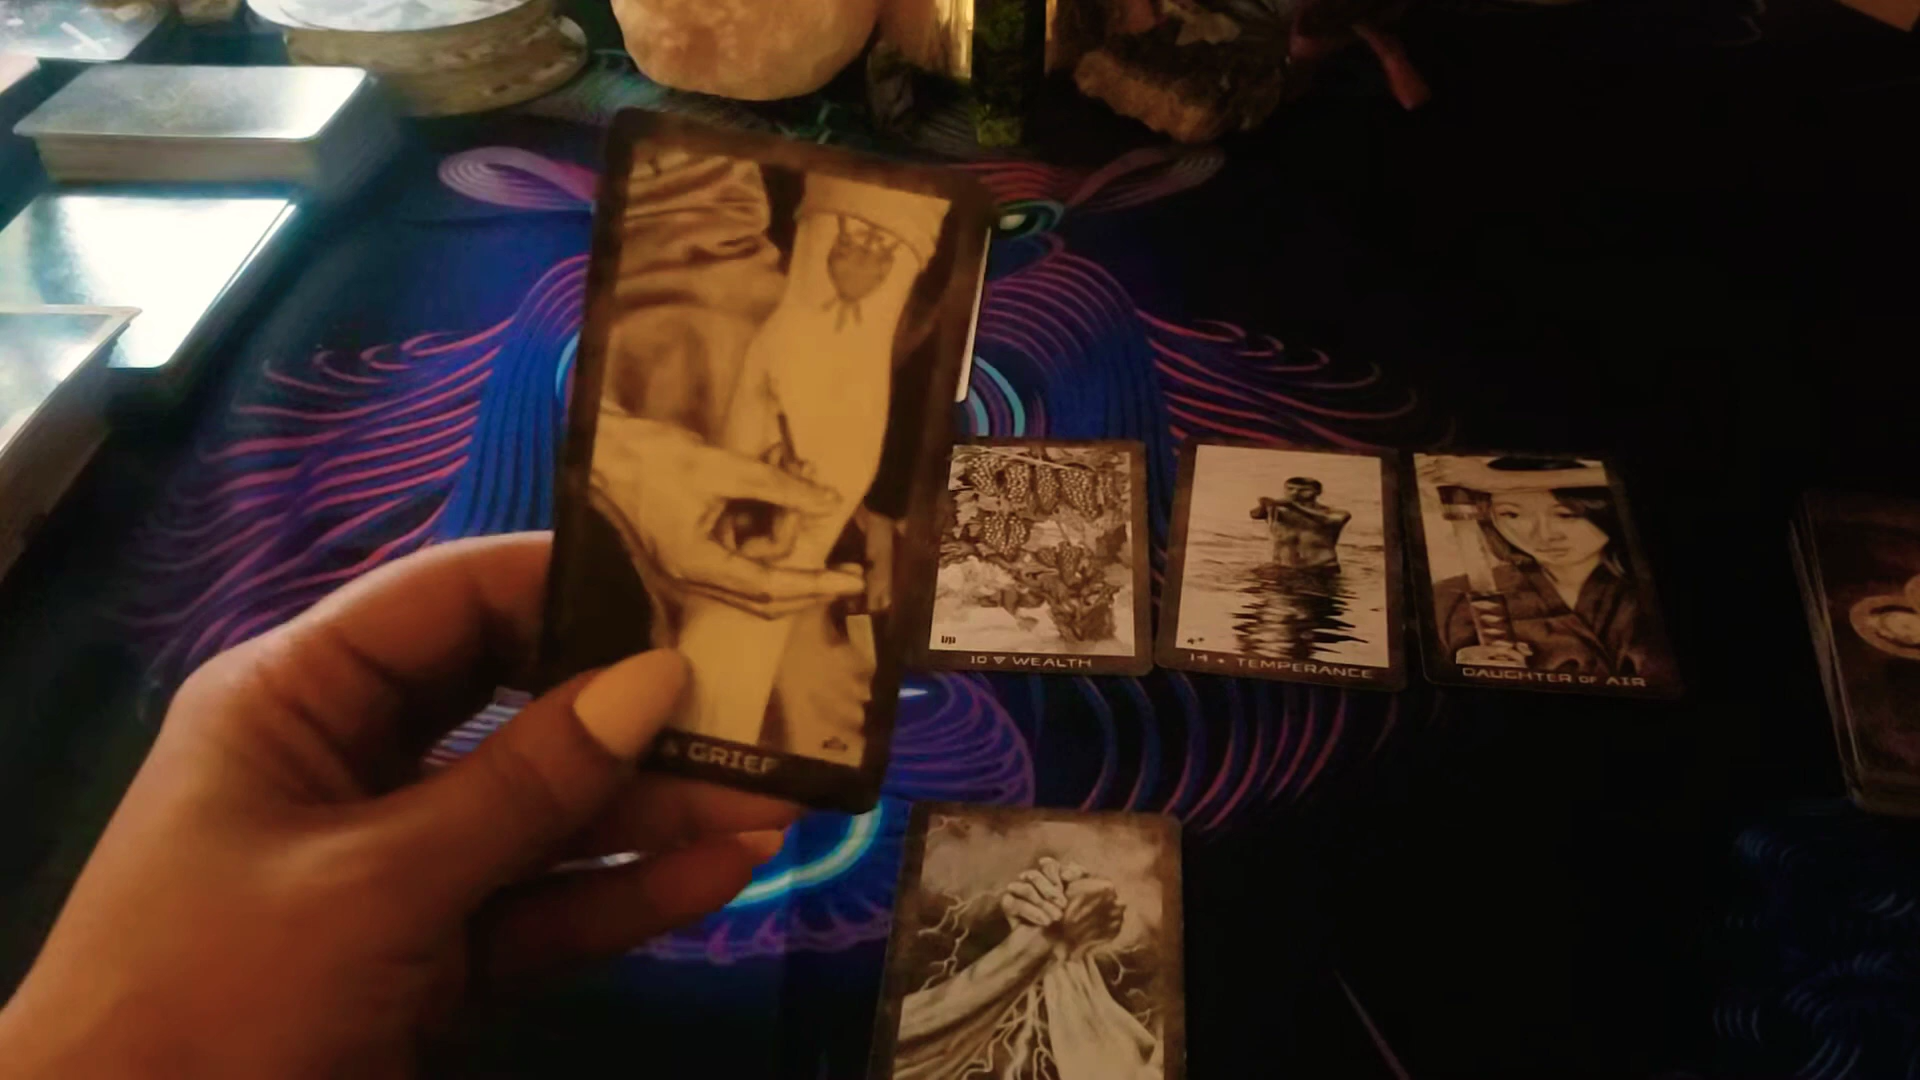 GRIEF
10 ▽ WEALTH
14 • TEMPERANCE
DAUGHTER OF AIR